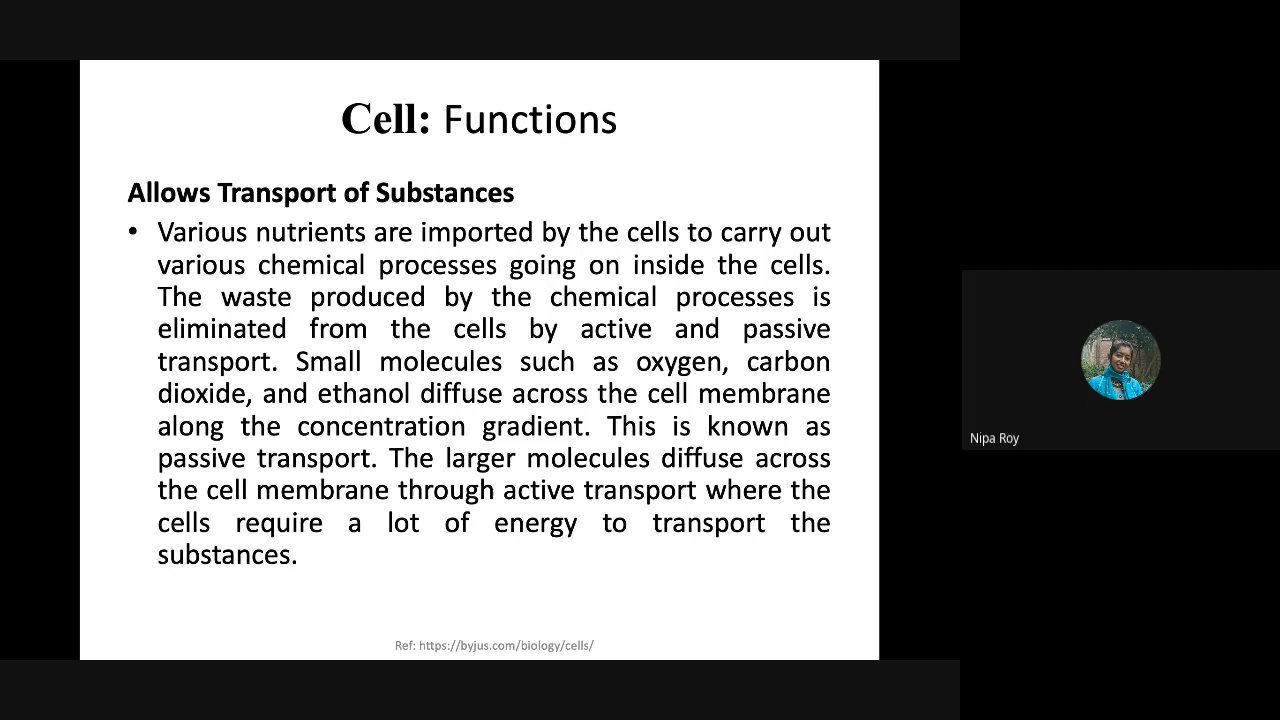 Cell: Functions
Allows Transport of Substances
• Various nutrients are imported by the cells to carry out
various chemical processes going on inside the cells.
The waste produced by the chemical processes is
eliminated from the cells by active and passive
transport. Small molecules such as oxygen, carbon
dioxide, and ethanol diffuse across the cell membrane
along the concentration gradient. This is known as
passive transport. The larger molecules diffuse across
the cell membrane through active transport where the
cells require a lot of energy to transport the
substances.
Ref: https://byjus.com/biology/cells/
Nipa Roy